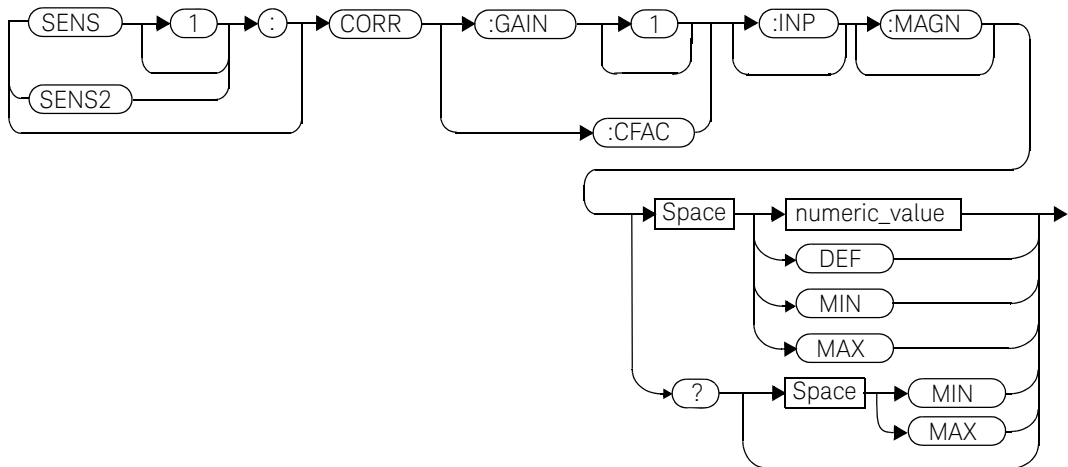 SENS 1 : CORR :GAIN 1 :INP :MAGN
SENS2
:CFAC
Space numeric_value
DEF
MIN
MAX
? Space MIN
MAX